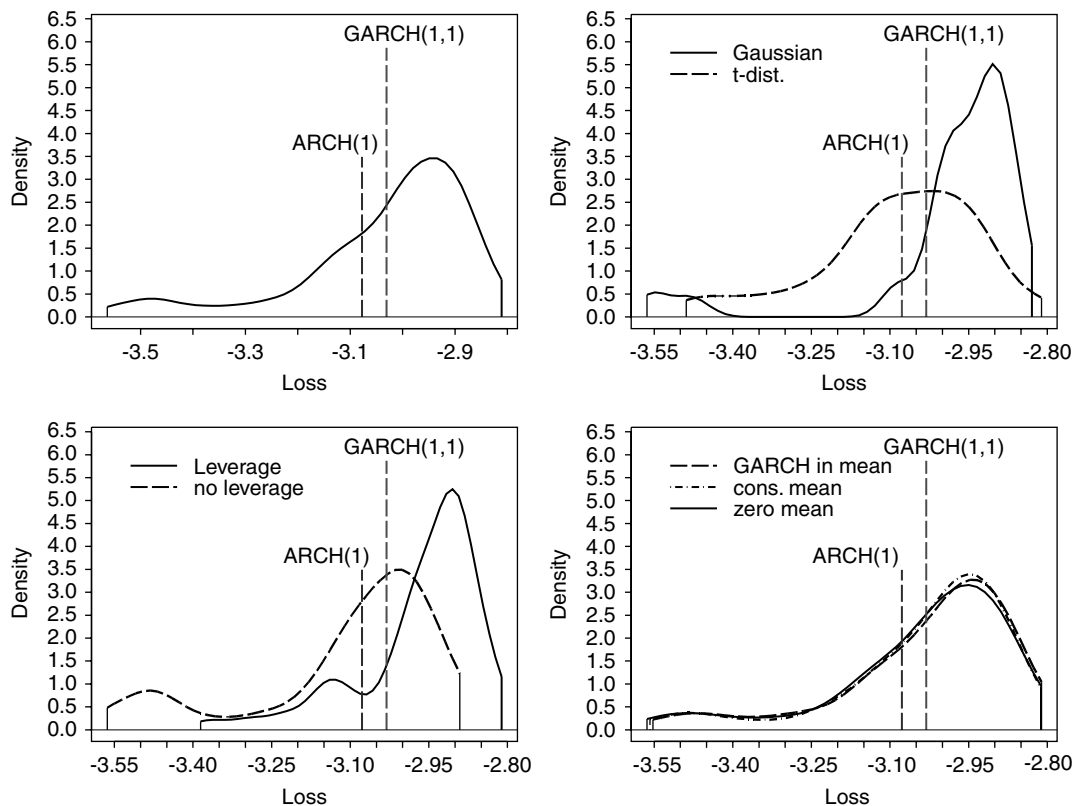 6.5
6.0
5.5
5.0
4.5
4.0
3.5
3.0
2.5
2.0
1.5
1.0
0.5
0.0
Density
GARCH(1,1)
ARCH(1)
-3.5 -3.3 -3.1 -2.9
Loss
6.5
6.0
5.5
5.0
4.5
4.0
3.5
3.0
2.5
2.0
1.5
1.0
0.5
0.0
Density
GARCH(1,1)
Gaussian
t-dist.
ARCH(1)
-3.55 -3.40 -3.25 -3.10 -2.95 -2.80
Loss
6.5
6.0
5.5
5.0
4.5
4.0
3.5
3.0
2.5
2.0
1.5
1.0
0.5
0.0
Density
GARCH(1,1)
Leverage
no leverage
ARCH(1)
-3.55 -3.40 -3.25 -3.10 -2.95 -2.80
Loss
6.5
6.0
5.5
5.0
4.5
4.0
3.5
3.0
2.5
2.0
1.5
1.0
0.5
0.0
Density
GARCH(1,1)
GARCH in mean
cons. mean
zero mean
ARCH(1)
-3.55 -3.40 -3.25 -3.10 -2.95 -2.80
Loss